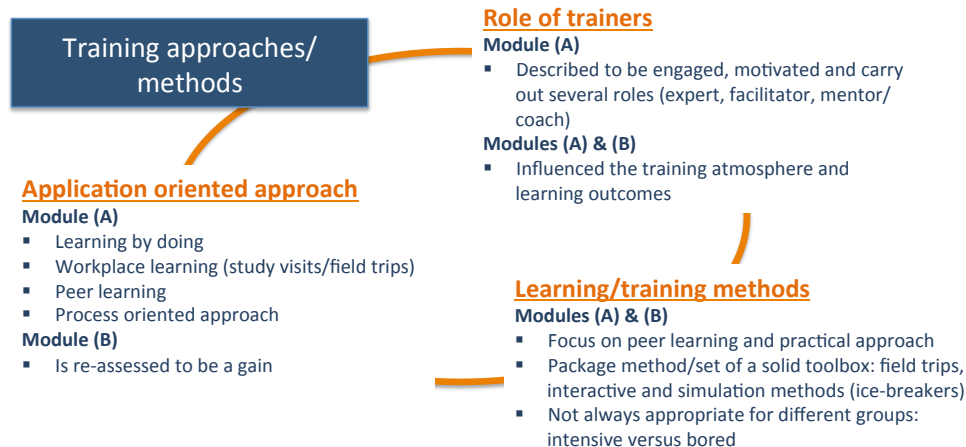 Training approaches/
methods
Role of trainers
Module (A)
▪ Described to be engaged, motivated and carry
out several roles (expert, facilitator, mentor/
coach)
Modules (A) & (B)
▪ Influenced the training atmosphere and
learning outcomes
Application oriented approach
Module (A)
▪ Learning by doing
▪ Workplace learning (study visits/field trips)
▪ Peer learning
▪ Process oriented approach
Module (B)
▪ Is re-assessed to be a gain
Learning/training methods
Modules (A) & (B)
▪ Focus on peer learning and practical approach
▪ Package method/set of a solid toolbox: field trips,
interactive and simulation methods (ice-breakers)
▪ Not always appropriate for different groups:
intensive versus bored